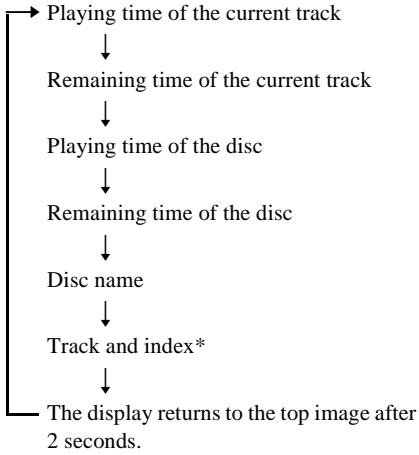 Playing time of the current track
Remaining time of the current track
Playing time of the disc
Remaining time of the disc
Disc name
Track and index*
The display returns to the top image after
2 seconds.